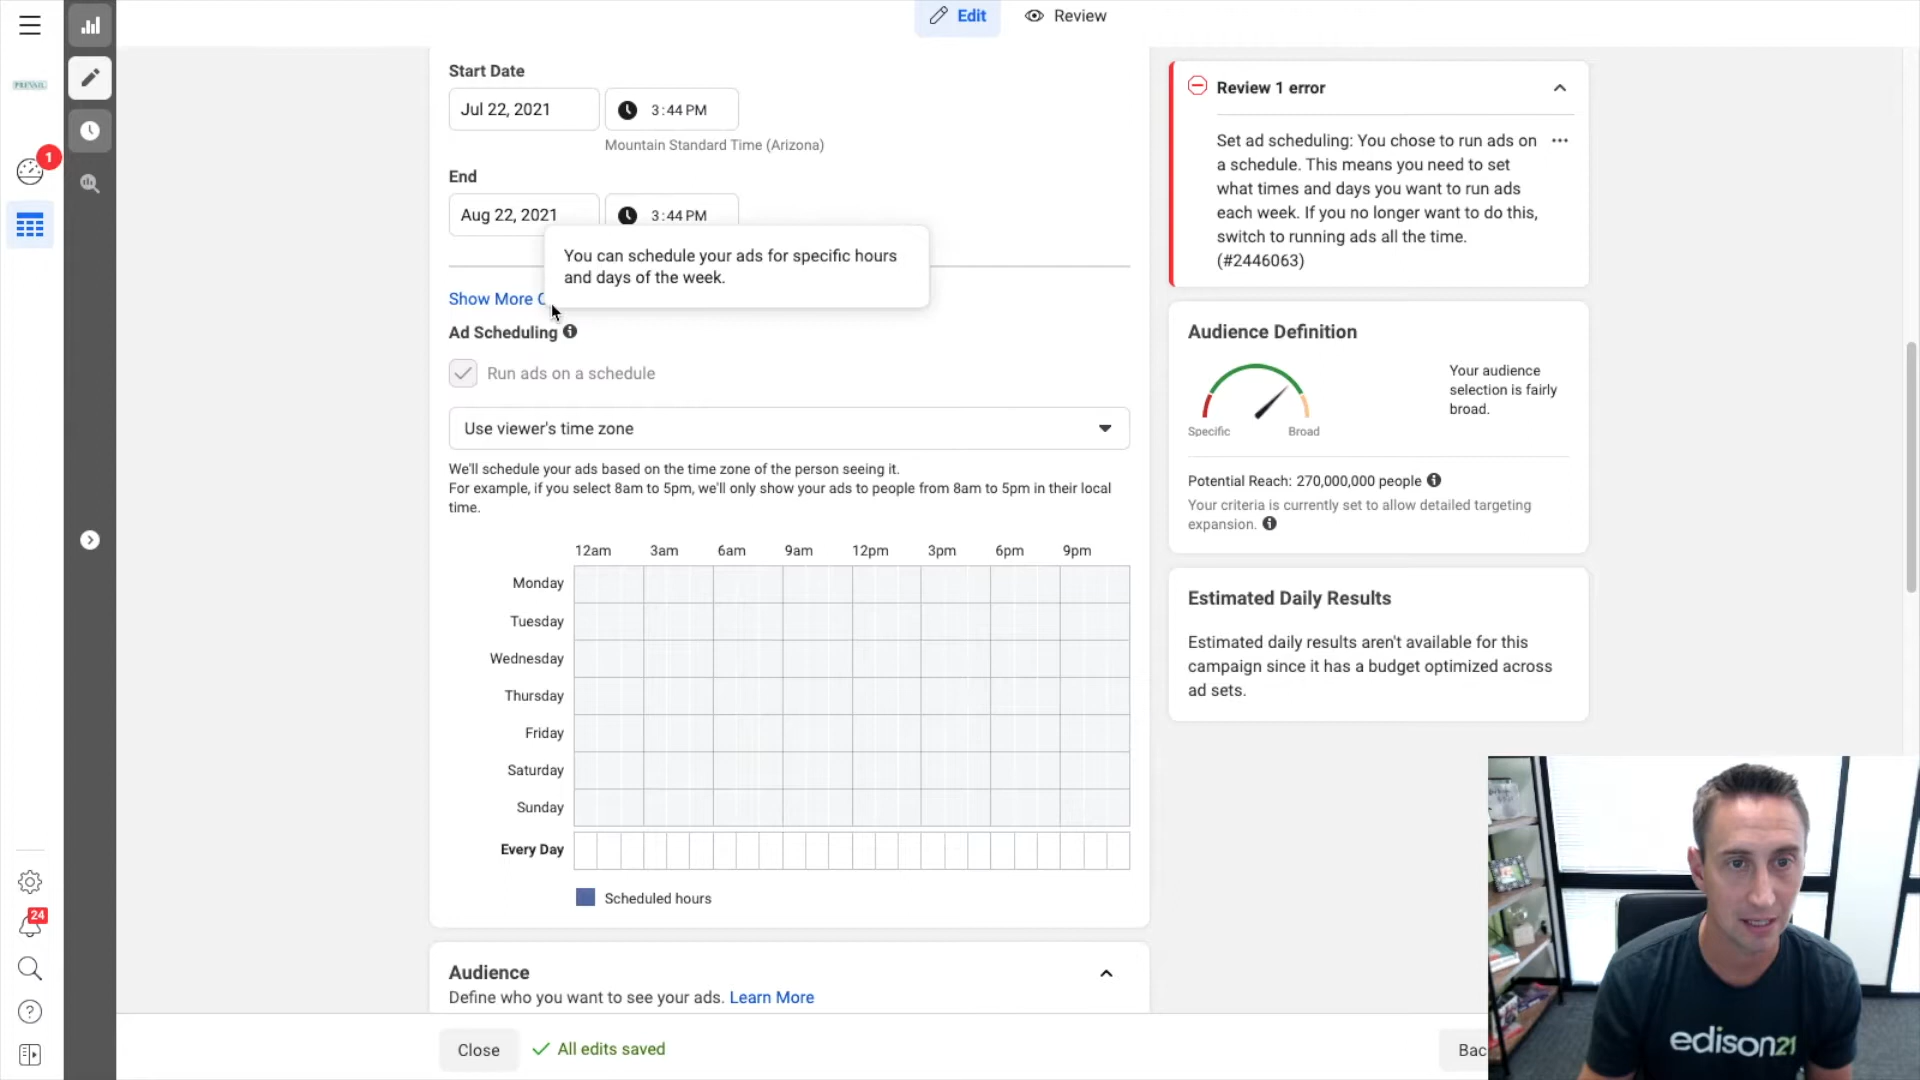 Edit
Review
PREVAIL
1
24
Start Date
Jul 22, 2021
3:44 PM
Mountain Standard Time (Arizona)
End
Aug 22, 2021
3:44 PM
You can schedule your ads for specific hours
and days of the week.
Show More O
Ad Scheduling
Run ads on a schedule
Use viewer's time zone
We'll schedule your ads based on the time zone of the person seeing it.
For example, if you select 8am to 5pm, we'll only show your ads to people from 8am to 5pm in their local
time.
12am 3am 6am 9am 12pm 3pm 6pm 9pm
Monday
Tuesday
Wednesday
Thursday
Friday
Saturday
Sunday
Every Day
Scheduled hours
Audience
Define who you want to see your ads. Learn More
Close
All edits saved
Bac
Review 1 error
Set ad scheduling: You chose to run ads on
a schedule. This means you need to set
what times and days you want to run ads
each week. If you no longer want to do this,
switch to running ads all the time.
(#2446063)
Audience Definition
Your audience
selection is fairly
broad.
Specific
Broad
Potential Reach: 270,000,000 people
Your criteria is currently set to allow detailed targeting
expansion.
Estimated Daily Results
Estimated daily results aren't available for this
campaign since it has a budget optimized across
ad sets.
edison21